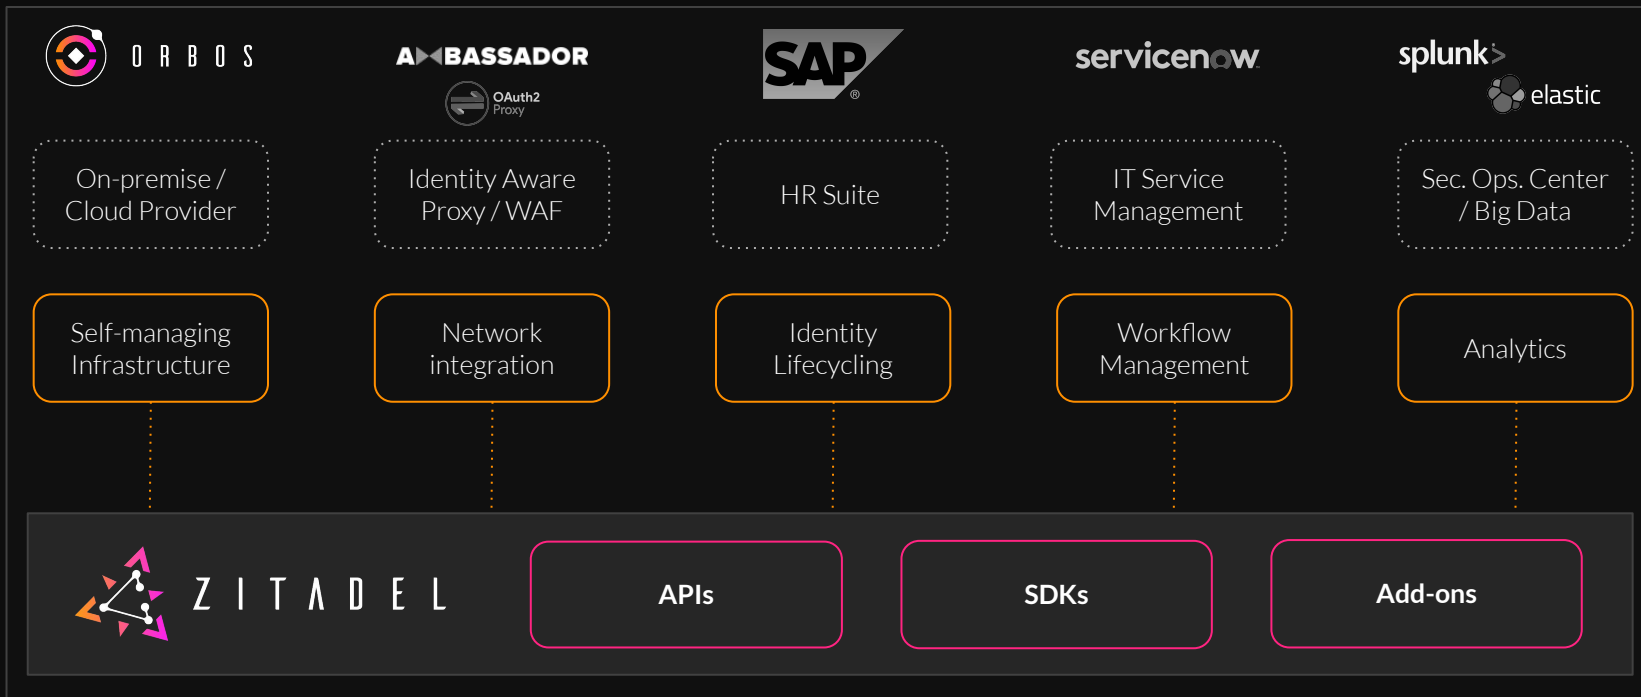 ORBOS
AMBASSADOR
OAuth2
Proxy
SAP
®
servicenow
splunk>
elastic
On-premise /
Cloud Provider
Identity Aware
Proxy / WAF
HR Suite
IT Service
Management
Sec. Ops. Center
/ Big Data
Self-managing
Infrastructure
Network
integration
Identity
Lifecycling
Workflow
Management
Analytics
ZITADEL
APIs
SDKs
Add-ons